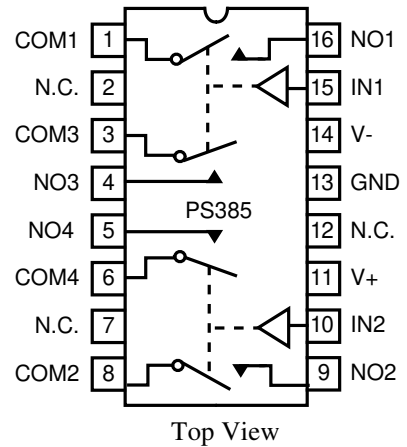 COM1 1 16 NO1
N.C. 2 15 IN1
COM3 3 14 V-
NO3 4 13 GND
PS385
NO4 5 12 N.C.
COM4 6 11 V+
N.C. 7 10 IN2
COM2 8 9 NO2
Top View